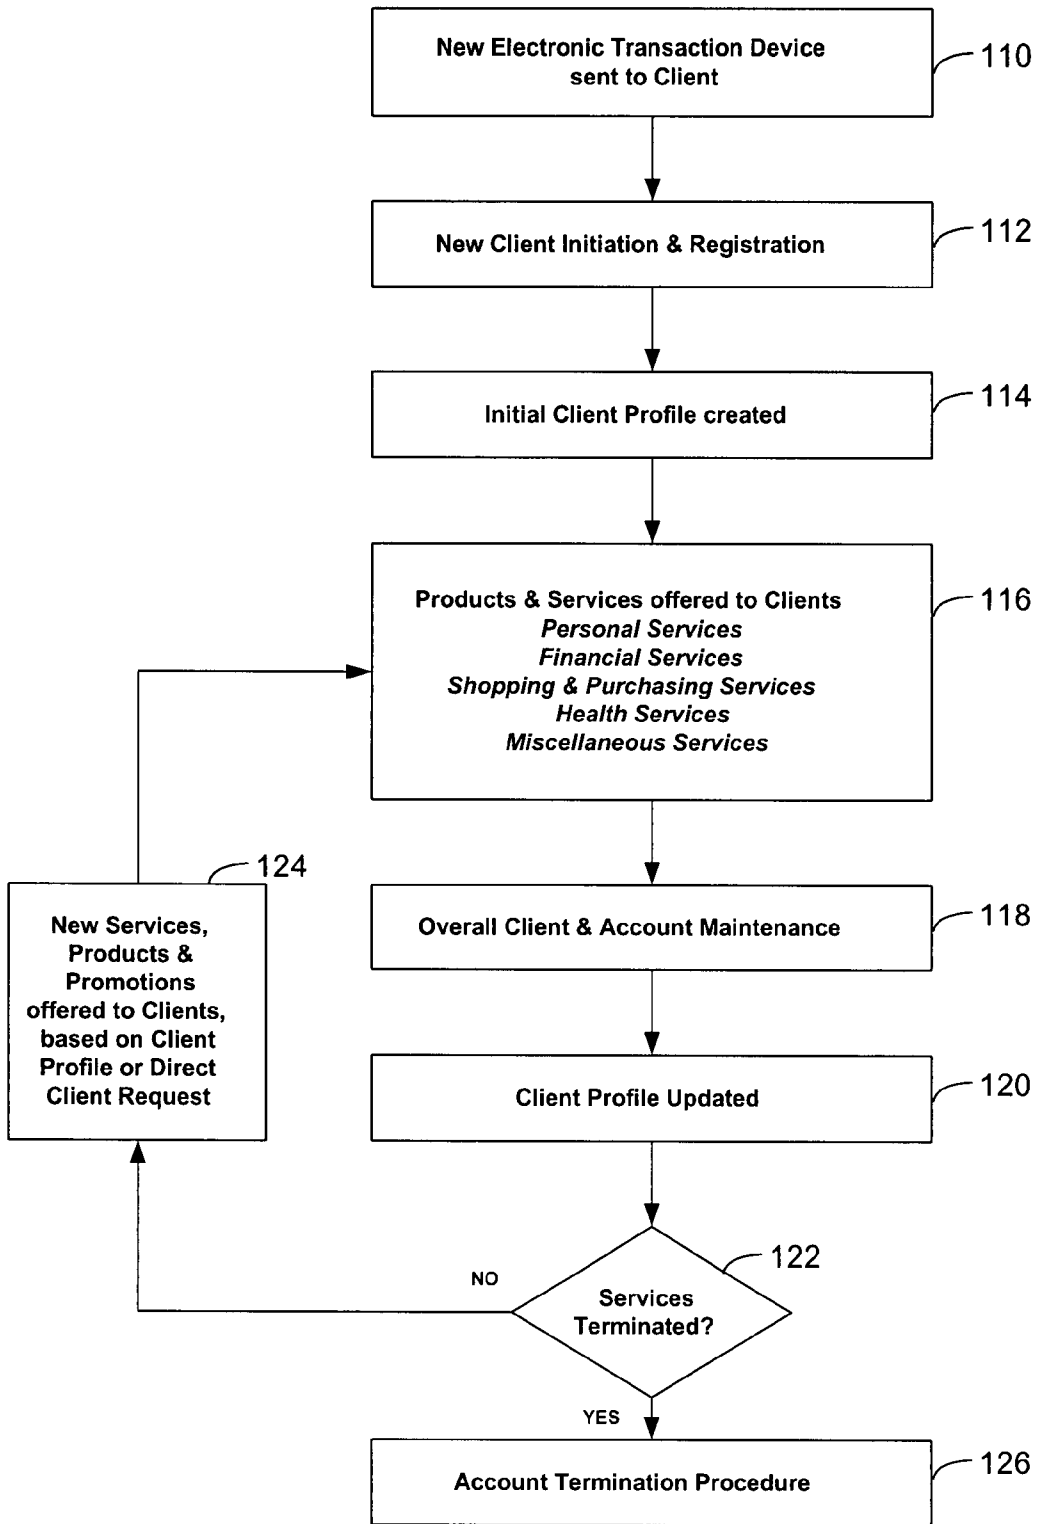 New Electronic Transaction Device
sent to Client
110
New Client Initiation & Registration
112
Initial Client Profile created
114
Products & Services offered to Clients
Personal Services
Financial Services
Shopping & Purchasing Services
Health Services
Miscellaneous Services
116
124
New Services,
Products &
Promotions
offered to Clients,
based on Client
Profile or Direct
Client Request
Overall Client & Account Maintenance
118
Client Profile Updated
120
122
NO
Services
Terminated?
YES
Account Termination Procedure
126